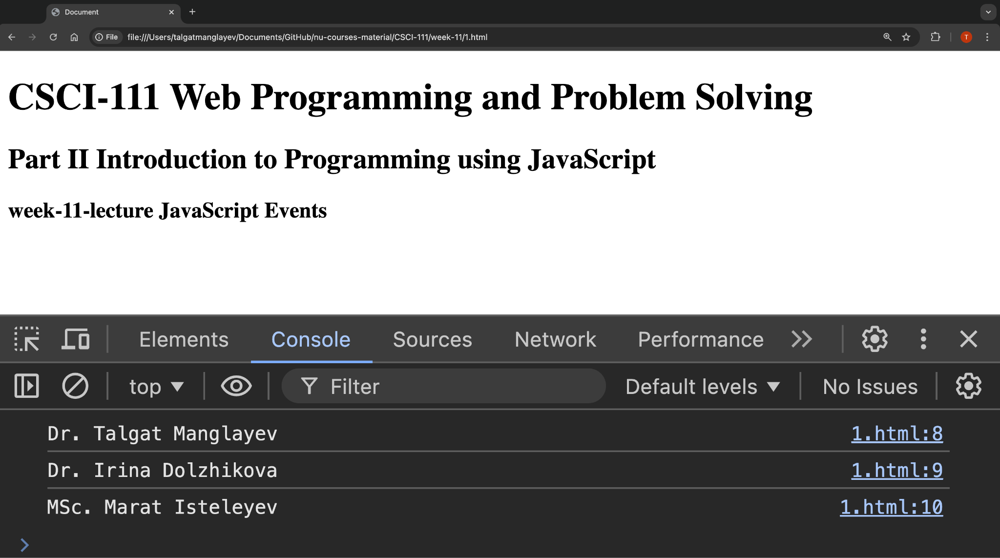 Document
File file:///Users/talgatmanglayev/Documents/GitHub/nu-courses-material/CSCI-111/week-11/1.html T
CSCI-111 Web Programming and Problem Solving
Part II Introduction to Programming using JavaScript
week-11-lecture JavaScript Events
Elements Console Sources Network Performance
top Filter Default levels No Issues
Dr. Talgat Manglayev 1.html:8
Dr. Irina Dolzhikova 1.html:9
MSc. Marat Isteleyev 1.html:10